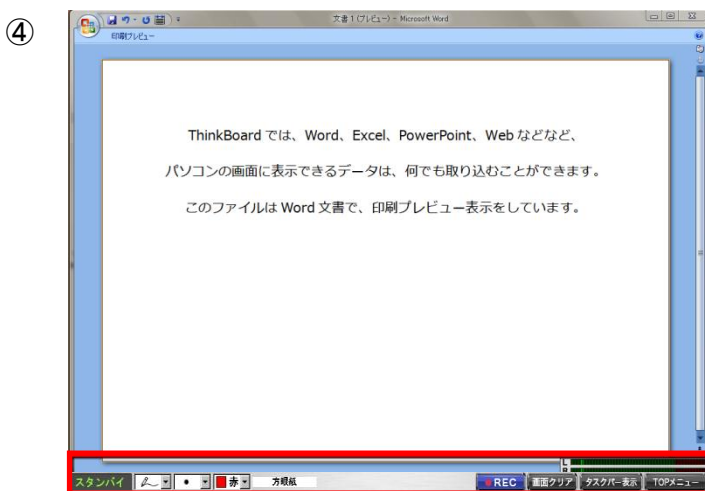 ④
文書 1 (プレビュー) - Microsoft Word
印刷プレビュー
ThinkBoard では、Word、Excel、PowerPoint、Web などなど、
パソコンの画面に表示できるデータは、何でも取り込むことができます。
このファイルは Word 文書で、印刷プレビュー表示をしています。
L
R
スタンバイ 赤 方眼紙 REC 画面クリア タスクバー表示 TOPメニュー